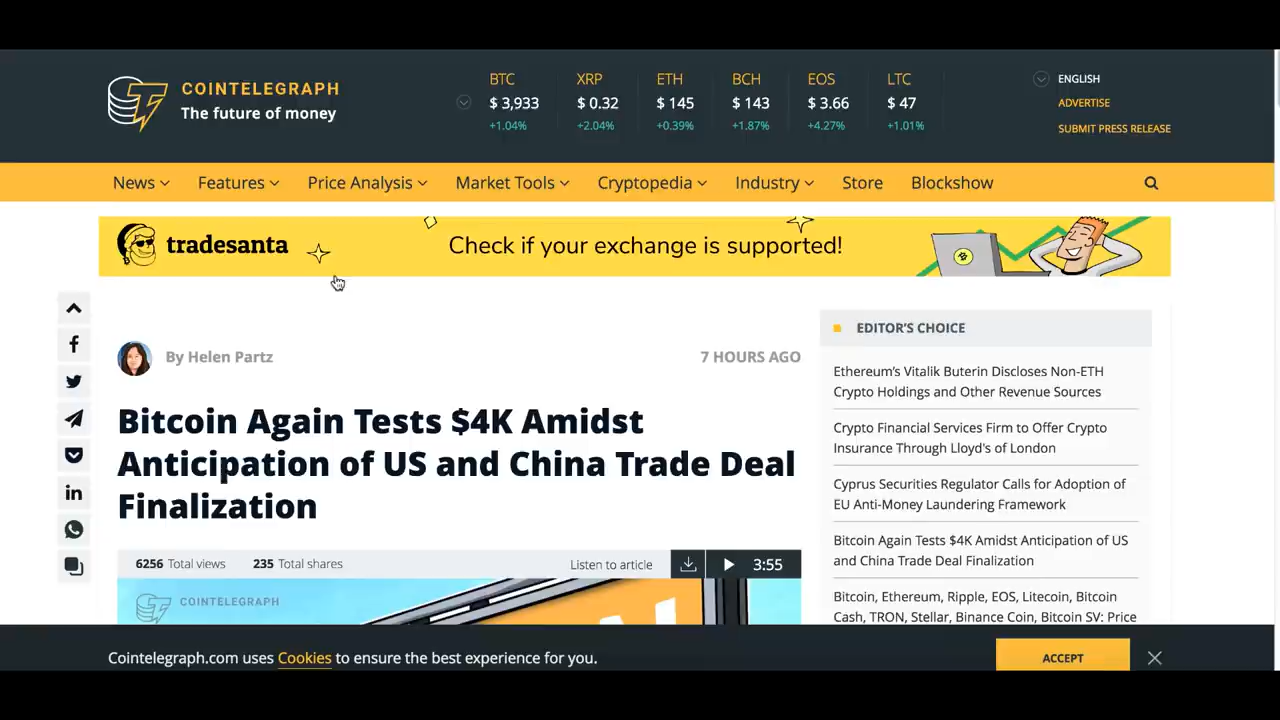 COINTELEGRAPH
The future of money
BTC
$ 3,933
+1.04%
XRP
$ 0.32
+2.04%
ETH
$ 145
+0.39%
BCH
$ 143
+1.87%
EOS
$ 3.66
+4.27%
LTC
$ 47
+1.01%
ENGLISH
ADVERTISE
SUBMIT PRESS RELEASE
News Features Price Analysis Market Tools Cryptopedia Industry Store Blockshow
tradesanta Check if your exchange is supported!
By Helen Partz 7 HOURS AGO
Bitcoin Again Tests $4K Amidst
Anticipation of US and China Trade Deal
Finalization
6256 Total views 235 Total shares Listen to article 3:55
COINTELEGRAPH
EDITOR'S CHOICE
Ethereum's Vitalik Buterin Discloses Non-ETH
Crypto Holdings and Other Revenue Sources
Crypto Financial Services Firm to Offer Crypto
Insurance Through Lloyd's of London
Cyprus Securities Regulator Calls for Adoption of
EU Anti-Money Laundering Framework
Bitcoin Again Tests $4K Amidst Anticipation of US
and China Trade Deal Finalization
Bitcoin, Ethereum, Ripple, EOS, Litecoin, Bitcoin
Cash, TRON, Stellar, Binance Coin, Bitcoin SV: Price
Cointelegraph.com uses Cookies to ensure the best experience for you.
ACCEPT